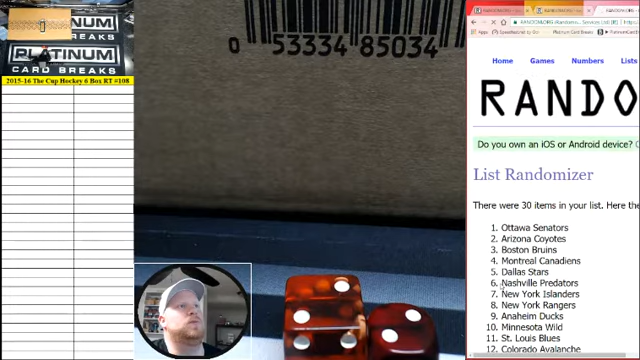 PLATINUM
PLATINUM
CARD BREAKS
2015-16 The Cup Hockey 6 Box RT #108
0 53334 85034
Home Games Numbers Lists
RANDO
Do you own an iOS or Android device?
List Randomizer
There were 30 items in your list. Here the
1. Ottawa Senators
2. Arizona Coyotes
3. Boston Bruins
4. Montreal Canadiens
5. Dallas Stars
6. Nashville Predators
7. New York Islanders
8. New York Rangers
9. Anaheim Ducks
10. Minnesota Wild
11. St. Louis Blues
12. Colorado Avalanche